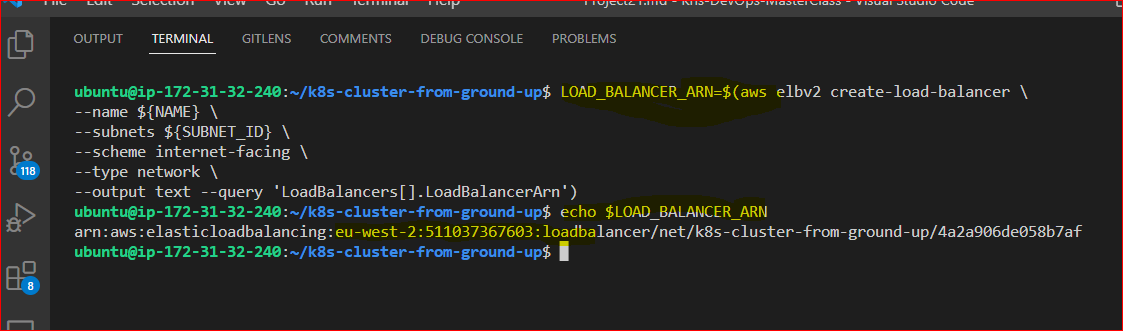 File Edit Selection View Go Run Terminal Help Project21.md - Kns-DevOps-MasterClass - Visual Studio Code
OUTPUT TERMINAL GITLENS COMMENTS DEBUG CONSOLE PROBLEMS
ubuntu@ip-172-31-32-240:~/k8s-cluster-from-ground-up$ LOAD_BALANCER_ARN=$(aws elbv2 create-load-balancer \
--name ${NAME} \
--subnets ${SUBNET_ID} \
--scheme internet-facing \
--type network \
--output text --query 'LoadBalancers[].LoadBalancerArn')
ubuntu@ip-172-31-32-240:~/k8s-cluster-from-ground-up$ echo $LOAD_BALANCER_ARN
arn:aws:elasticloadbalancing:eu-west-2:511037367603:loadbalancer/net/k8s-cluster-from-ground-up/4a2a906de058b7af
ubuntu@ip-172-31-32-240:~/k8s-cluster-from-ground-up$
118
8